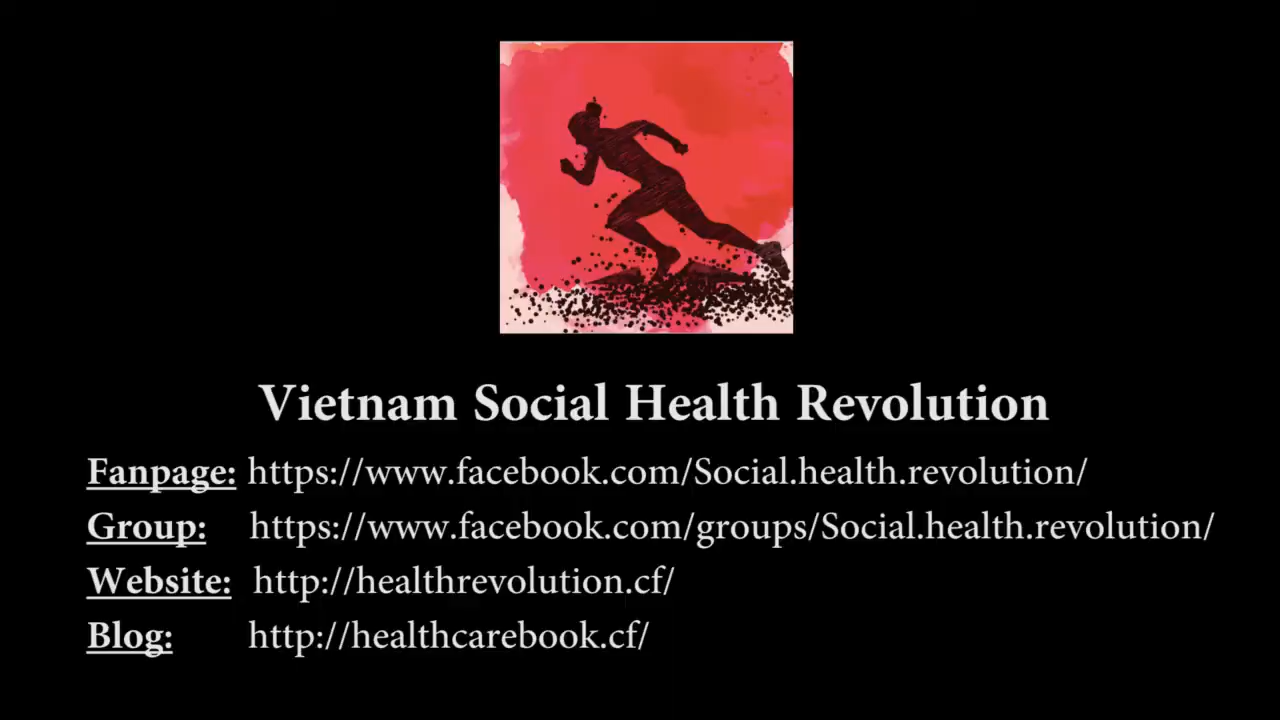 Vietnam Social Health Revolution
Fanpage: https://www.facebook.com/Social.health.revolution/
Group: https://www.facebook.com/groups/Social.health.revolution/
Website: http://healthrevolution.cf/
Blog: http://healthcarebook.cf/